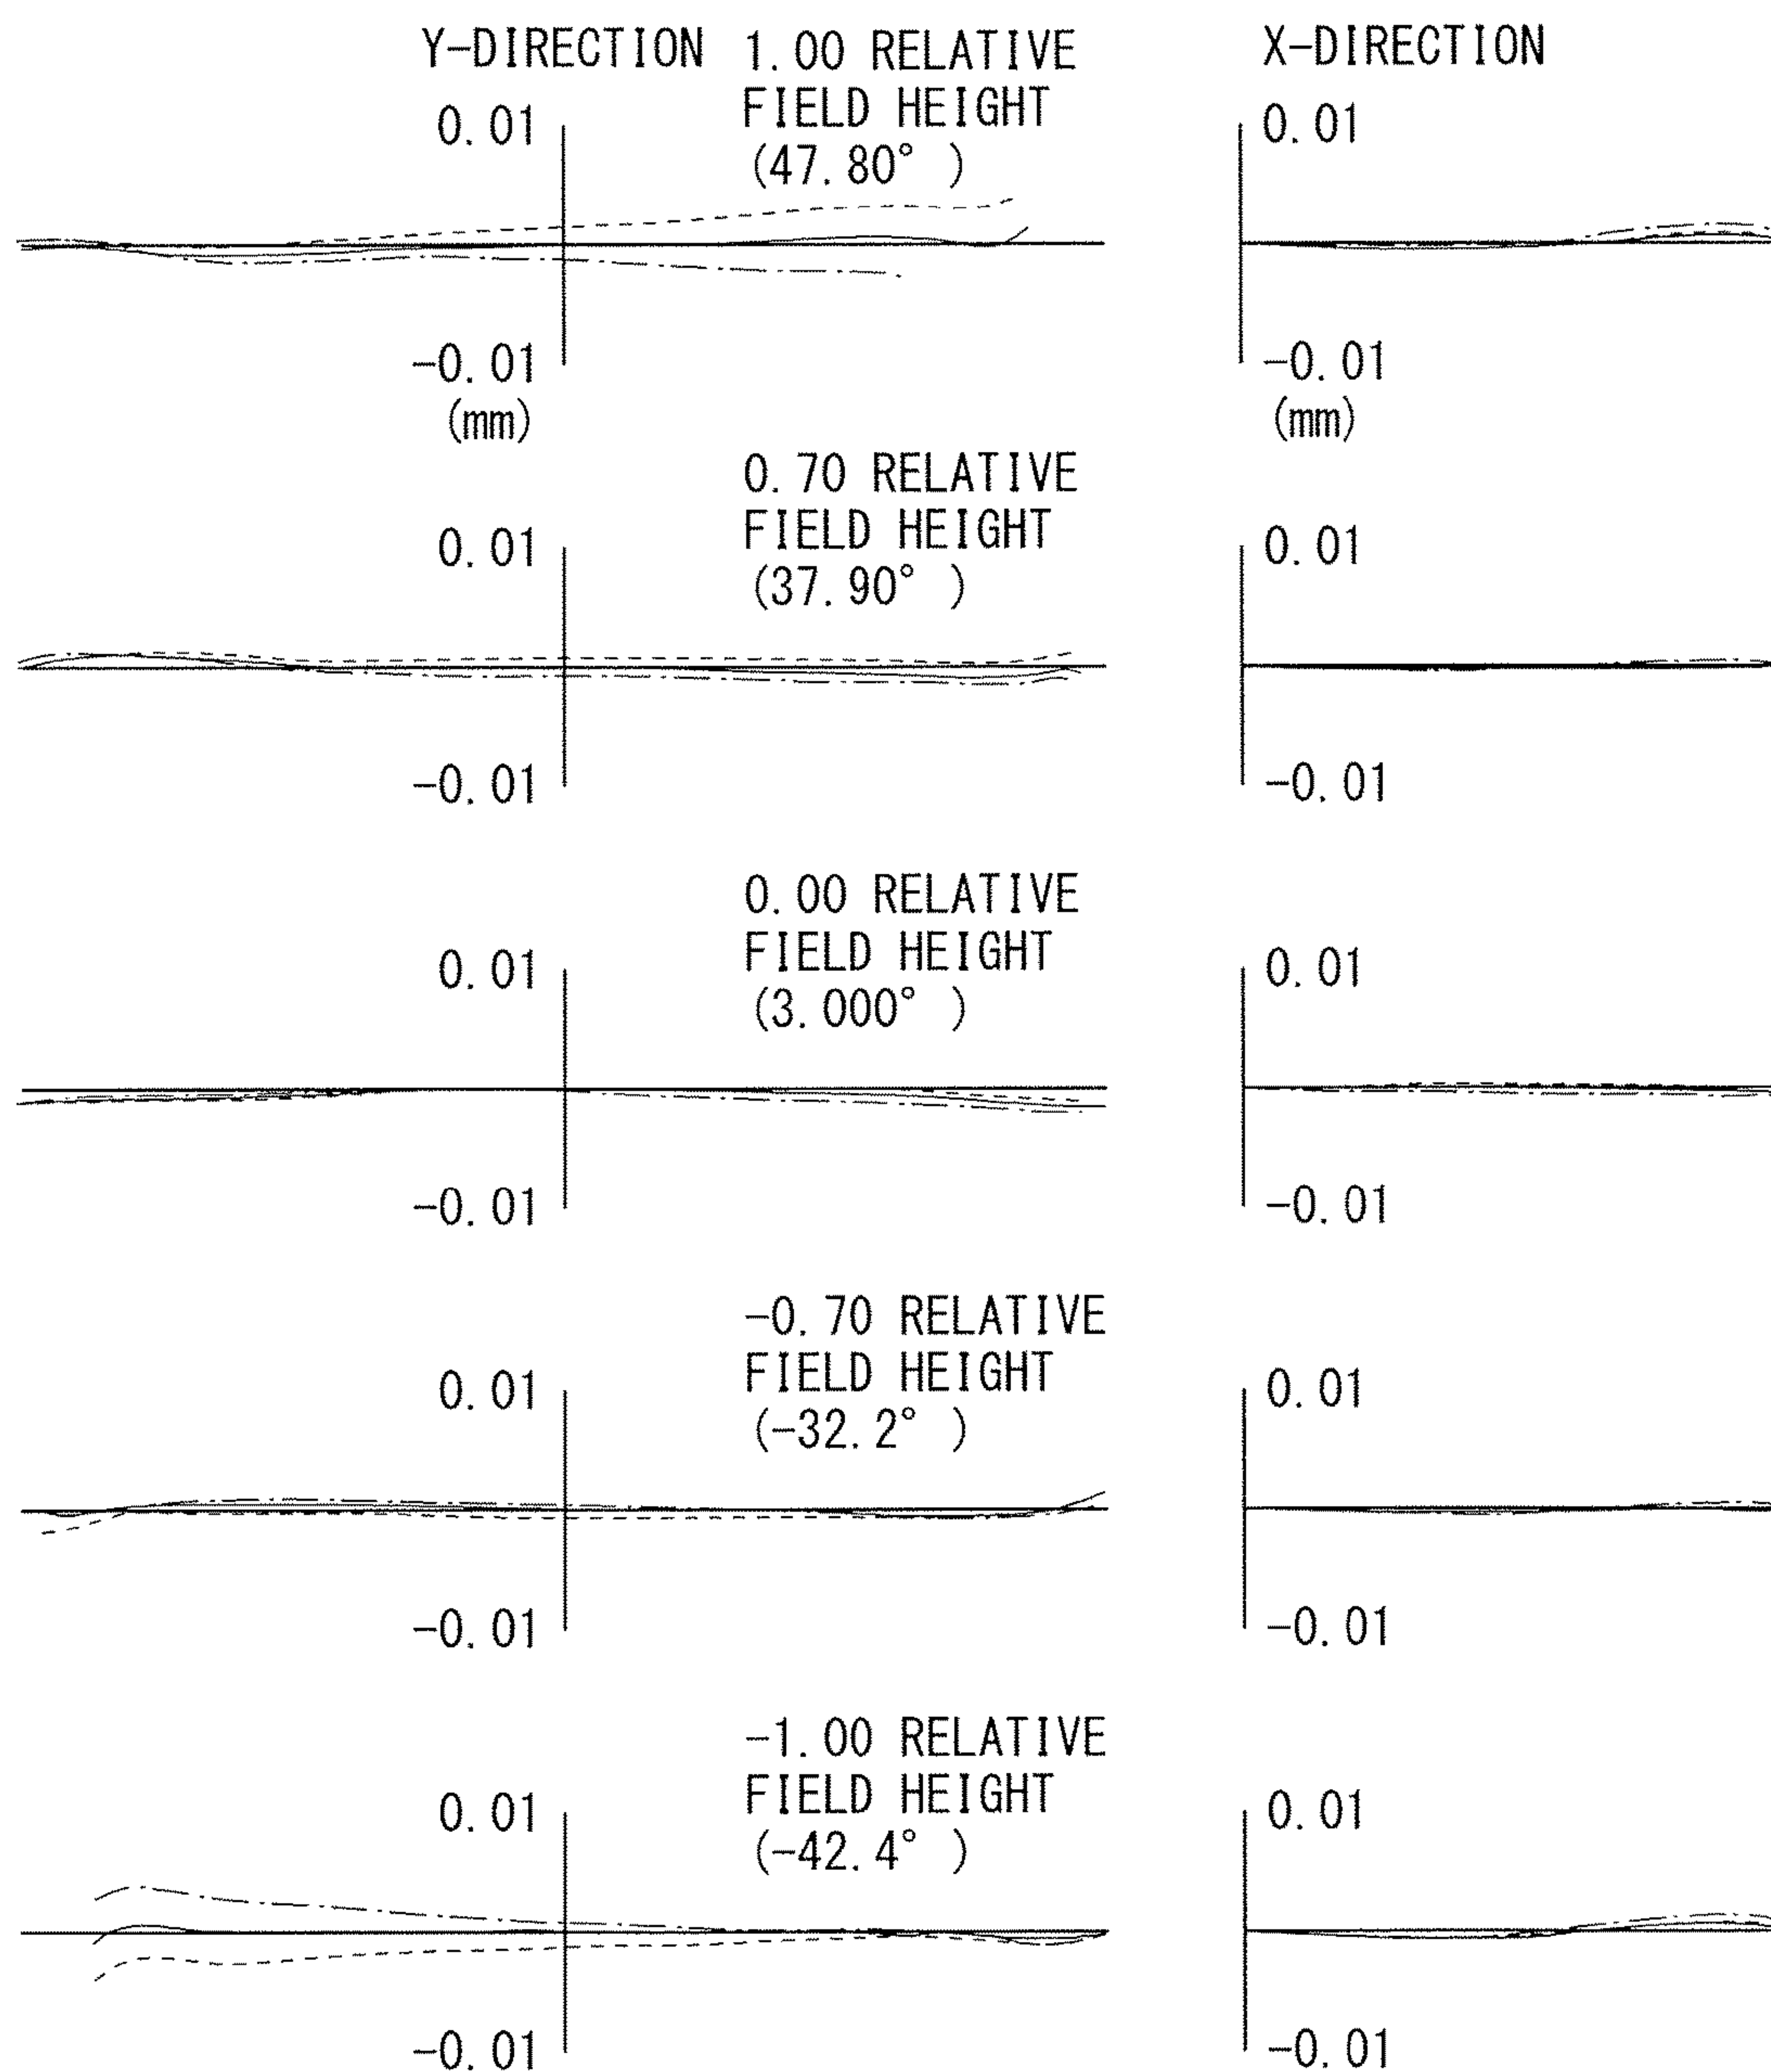 Y-DIRECTION
1.00 RELATIVE
FIELD HEIGHT
(47.80° )
X-DIRECTION
0.01
0.01
-0.01
(mm)
-0.01
(mm)
0.70 RELATIVE
FIELD HEIGHT
(37.90° )
0.01
0.01
-0.01
-0.01
0.00 RELATIVE
FIELD HEIGHT
(3.000° )
0.01
0.01
-0.01
-0.01
-0.70 RELATIVE
FIELD HEIGHT
(-32.2° )
0.01
0.01
-0.01
-0.01
-1.00 RELATIVE
FIELD HEIGHT
(-42.4° )
0.01
0.01
-0.01
-0.01